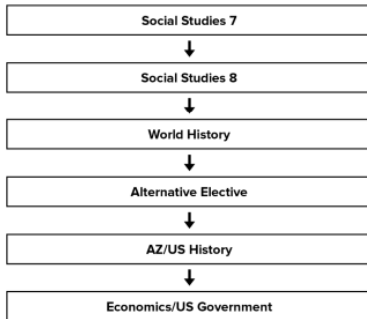 Social Studies 7
Social Studies 8
World History
Alternative Elective
AZ/US History
Economics/US Government